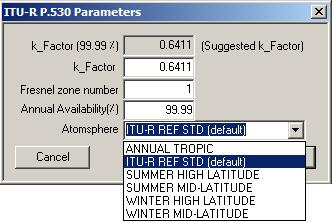 ITU-R P.530 Parameters
k_Factor (99.99 %) 0.6411 (Suggested k_Factor)
k_Factor 0.6411
Fresnel zone number 1
Annual Availability(%) 99.99
Atomsphere ITU-R REF STD (default)
Cancel
ANNUAL TROPIC
ITU-R REF STD (default)
SUMMER HIGH LATITUDE
SUMMER MID-LATITUDE
WINTER HIGH LATITUDE
WINTER MID-LATITUDE